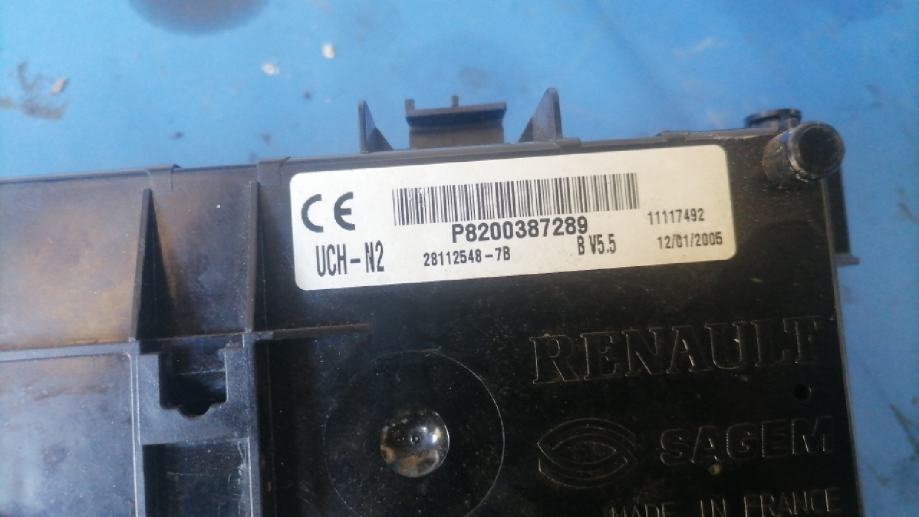 CE
P8200387289
11117492
UCH-N2
28112548-7B
B V5.5
12/01/2005
RENAULT
SAGEM
MADE IN FRANCE